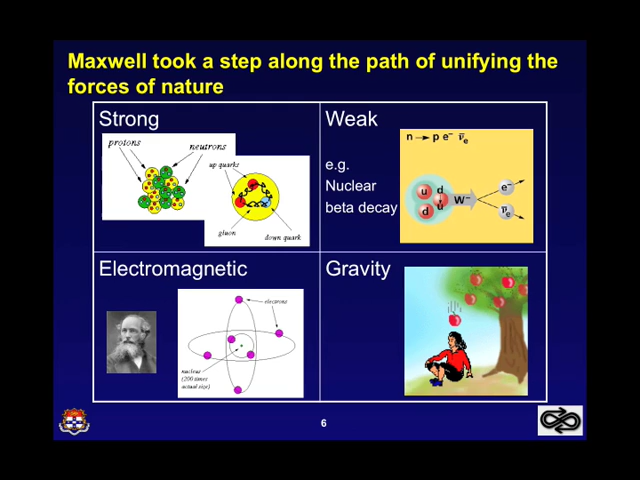 Maxwell took a step along the path of unifying the
forces of nature
Strong
protons
neutrons
up quarks
gluon
down quark
Weak
n → p e⁻ ν̅ₑ
e.g.
Nuclear
beta decay
u
d
d
u
d
W⁻
e⁻
ν̅ₑ
Electromagnetic
electrons
nuclear
(200 times
actual size)
Gravity
6